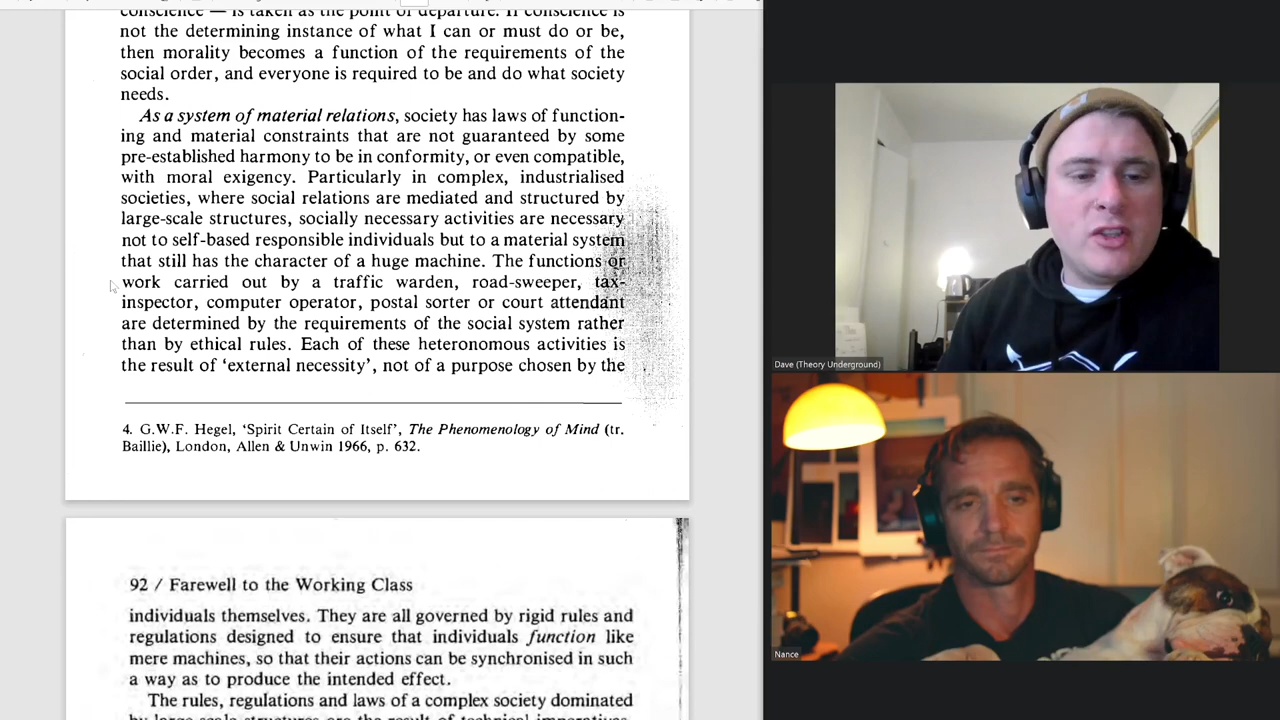 conscience — is taken as the point of departure. If conscience is
not the determining instance of what I can or must do or be,
then morality becomes a function of the requirements of the
social order, and everyone is required to be and do what society
needs.
As a system of material relations, society has laws of function-
ing and material constraints that are not guaranteed by some
pre-established harmony to be in conformity, or even compatible,
with moral exigency. Particularly in complex, industrialised
societies, where social relations are mediated and structured by
large-scale structures, socially necessary activities are necessary
not to self-based responsible individuals but to a material system
that still has the character of a huge machine. The functions or
work carried out by a traffic warden, road-sweeper, tax-
inspector, computer operator, postal sorter or court attendant
are determined by the requirements of the social system rather
than by ethical rules. Each of these heteronomous activities is
the result of ‘external necessity’, not of a purpose chosen by the
4. G.W.F. Hegel, ‘Spirit Certain of Itself’, The Phenomenology of Mind (tr.
Baillie), London, Allen & Unwin 1966, p. 632.
92 / Farewell to the Working Class
individuals themselves. They are all governed by rigid rules and
regulations designed to ensure that individuals function like
mere machines, so that their actions can be synchronised in such
a way as to produce the intended effect.
The rules, regulations and laws of a complex society dominated
by large-scale structures are the result of technical imperatives.
Dave (Theory Underground)
Nance